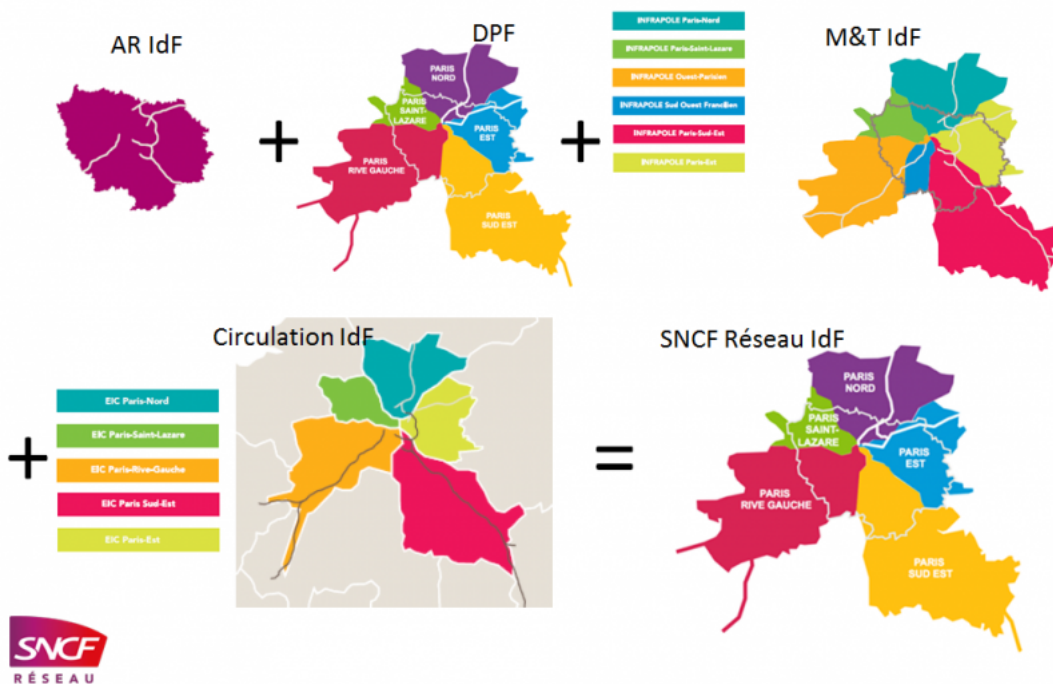 AR IdF
+
DPF
PARIS
NORD
PARIS
SAINT-
LAZARE
PARIS
EST
PARIS
RIVE GAUCHE
PARIS
SUD EST
+
INFRAPOLE Paris-Nord
INFRAPOLE Paris-Saint-Lazare
INFRAPOLE Ouest-Parisien
INFRAPOLE Sud Ouest Francilien
INFRAPOLE Paris-Sud-Est
INFRAPOLE Paris-Est
M&T IdF
+
EIC Paris-Nord
EIC Paris-Saint-Lazare
EIC Paris-Rive-Gauche
EIC Paris Sud-Est
EIC Paris-Est
Circulation IdF
=
SNCF Réseau IdF
PARIS
NORD
PARIS
SAINT-
LAZARE
PARIS
EST
PARIS
RIVE GAUCHE
PARIS
SUD EST
SNCF
RÉSEAU